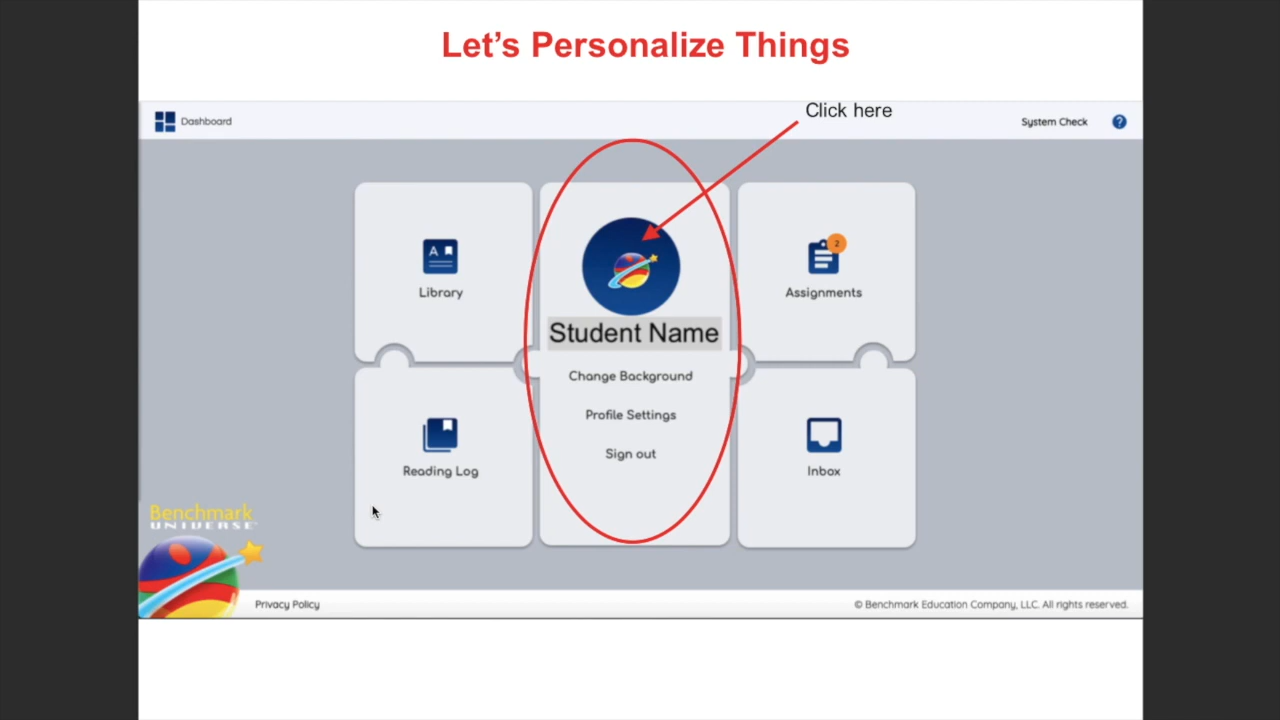 Let's Personalize Things
Click here
Dashboard
System Check
?
A
2
Library
Assignments
Student Name
Change Background
Profile Settings
Sign out
Reading Log
Inbox
Benchmark
UNIVERSE
Privacy Policy
© Benchmark Education Company, LLC. All rights reserved.